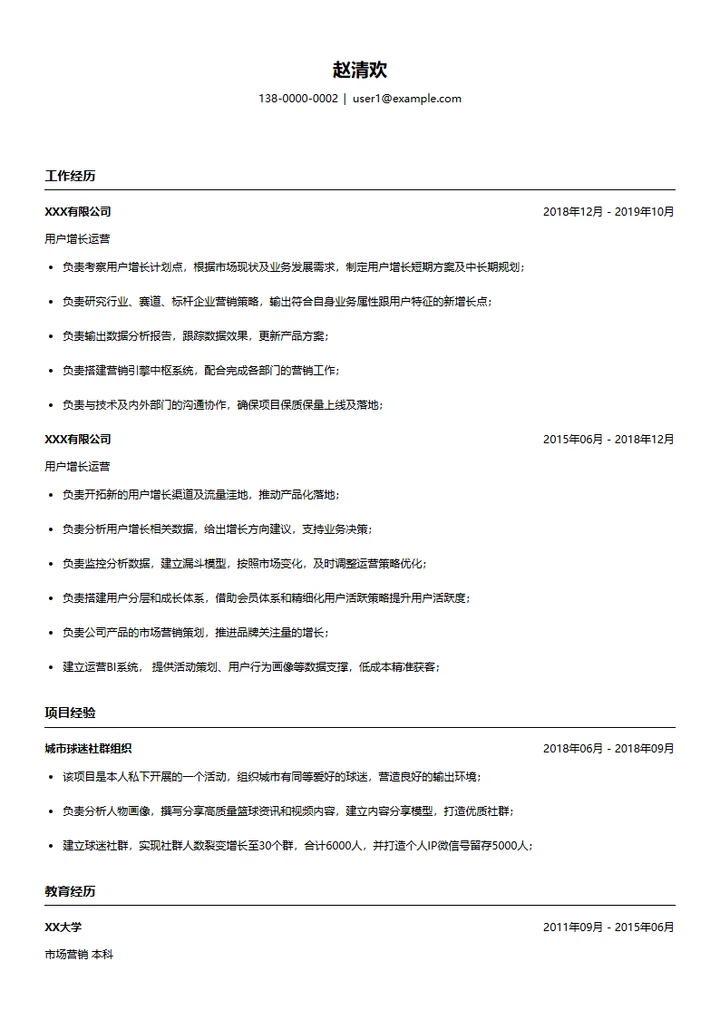 赵清欢
138-0000-0002 | user1@example.com
工作经历
XXX有限公司 2018年12月 - 2019年10月
用户增长运营
• 负责考察用户增长计划点，根据市场现状及业务发展需求，制定用户增长短期方案及中长期规划；
• 负责研究行业、赛道、标杆企业营销策略，输出符合自身业务属性跟用户特征的新增长点；
• 负责输出数据分析报告，跟踪数据效果，更新产品方案；
• 负责搭建营销引擎中枢系统，配合完成各部门的营销工作；
• 负责与技术及内外部门的沟通协作，确保项目保质保量上线及落地；
XXX有限公司 2015年06月 - 2018年12月
用户增长运营
• 负责开拓新的用户增长渠道及流量洼地，推动产品化落地；
• 负责分析用户增长相关数据，给出增长方向建议，支持业务决策；
• 负责监控分析数据，建立漏斗模型，按照市场变化，及时调整运营策略优化；
• 负责搭建用户分层和成长体系，借助会员体系和精细化用户活跃策略提升用户活跃度；
• 负责公司产品的市场营销策划，推进品牌关注量的增长；
• 建立运营BI系统， 提供活动策划、用户行为画像等数据支撑，低成本精准获客；
项目经验
城市球迷社群组织 2018年06月 - 2018年09月
• 该项目是本人私下开展的一个活动，组织城市有同等爱好的球迷，营造良好的输出环境；
• 负责分析人物画像，撰写分享高质量篮球资讯和视频内容，建立内容分享模型，打造优质社群；
• 建立球迷社群，实现社群人数裂变增长至30个群，合计6000人，并打造个人IP微信号留存5000人；
教育经历
XX大学 2011年09月 - 2015年06月
市场营销 本科